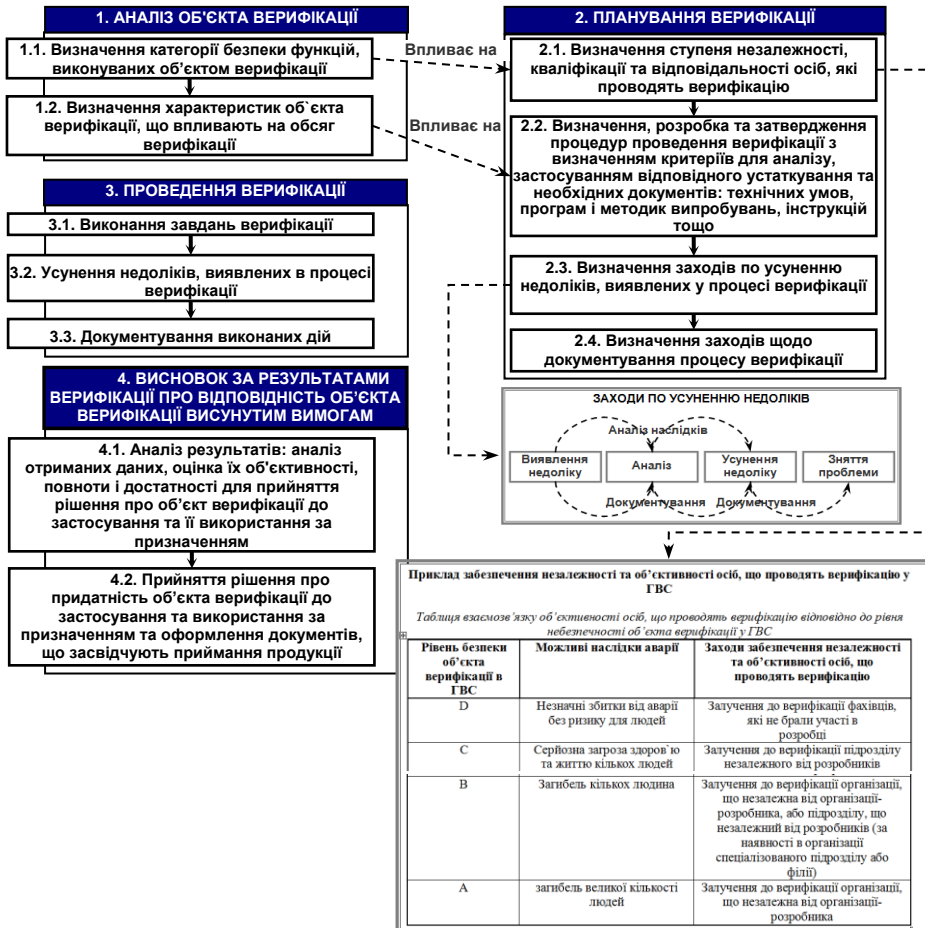 1. АНАЛІЗ ОБ'ЄКТА ВЕРИФІКАЦІЇ
1.1. Визначення категорії безпеки функцій,
виконуваних об’єктом верифікації
1.2. Визначення характеристик об`єкта
верифікації, що впливають на обсяг
верифікації
Впливає на
Впливає на
2. ПЛАНУВАННЯ ВЕРИФІКАЦІЇ
2.1. Визначення ступеня незалежності,
кваліфікації та відповідальності осіб, які
проводять верифікацію
2.2. Визначення, розробка та затвердження
процедур проведення верифікації з
визначенням критеріїв для аналізу,
застосуванням відповідного устаткування та
необхідних документів: технічних умов,
програм і методик випробувань, інструкцій
тощо
2.3. Визначення заходів по усуненню
недоліків, виявлених у процесі верифікації
2.4. Визначення заходів щодо
документування процесу верифікації
3. ПРОВЕДЕННЯ ВЕРИФІКАЦІЇ
3.1. Виконання завдань верифікації
3.2. Усунення недоліків, виявлених в процесі
верифікації
3.3. Документування виконаних дій
4. ВИСНОВОК ЗА РЕЗУЛЬТАТАМИ
ВЕРИФІКАЦІЇ ПРО ВІДПОВІДНІСТЬ ОБ’ЄКТА
ВЕРИФІКАЦІЇ ВИСУНУТИМ ВИМОГАМ
4.1. Аналіз результатів: аналіз
отриманих даних, оцінка їх об'єктивності,
повноти і достатності для прийняття
рішення про об’єкт верифікації до
застосування та її використання за
призначенням
4.2. Прийняття рішення про
придатність об’єкта верифікації до
застосування та використання за
призначенням та оформлення документів,
що засвідчують приймання продукції
ЗАХОДИ ПО УСУНЕННЮ НЕДОЛІКІВ
Аналіз наслідків
Виявлення
недоліку
Аналіз
Усунення
недоліку
Зняття
проблеми
Документування
Документування
Приклад забезпечення незалежності та об’єктивності осіб, що проводять верифікацію у
ГВС
Таблиця взаємозв’язку об’єктивності осіб, що проводять верифікацію відповідно до рівня
небезпечності об’єкта верифікації у ГВС
Рівень безпеки
об’єкта
верифікації в
ГВС
Можливі наслідки аварії
Заходи забезпечення незалежності
та об’єктивності осіб, що
проводять верифікацію
D
Незначні збитки від аварії
без ризику для людей
Залучення до верифікації фахівців,
які не брали участі в
розробці
C
Серйозна загроза здоров`ю
та життю кількох людей
Залучення до верифікації підрозділу
незалежного від розробників
B
Загибель кількох людина
Залучення до верифікації організації,
що незалежна від організації-
розробника, або підрозділу, що
незалежний від розробників (за
наявності в організації
спеціалізованого підрозділу або
філії)
A
загибель великої кількості
людей
Залучення до верифікації організації,
що незалежна від організації-
розробника